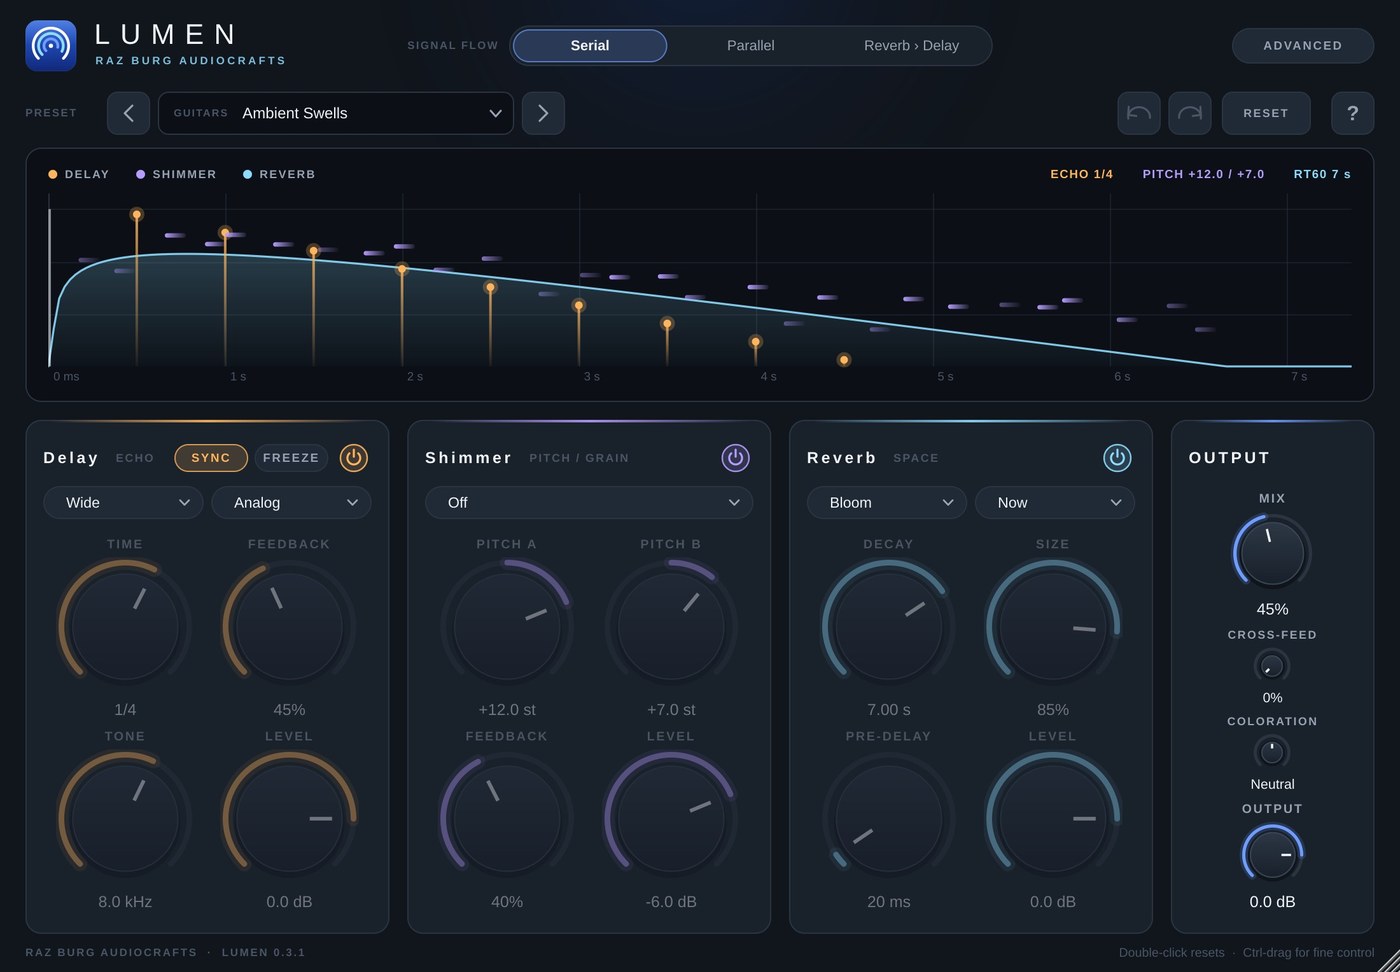 LUMEN
RAZ BURG AUDIOCRAFTS
SIGNAL FLOW Serial Parallel Reverb › Delay
ADVANCED
PRESET GUITARS Ambient Swells
RESET ?
DELAY SHIMMER REVERB ECHO 1/4 PITCH +12.0 / +7.0 RT60 7 s
0 ms 1 s 2 s 3 s 4 s 5 s 6 s 7 s
Delay ECHO SYNC FREEZE
Wide Analog
TIME FEEDBACK
1/4 45%
TONE LEVEL
8.0 kHz 0.0 dB
Shimmer PITCH / GRAIN
Off
PITCH A PITCH B
+12.0 st +7.0 st
FEEDBACK LEVEL
40% -6.0 dB
Reverb SPACE
Bloom Now
DECAY SIZE
7.00 s 85%
PRE-DELAY LEVEL
20 ms 0.0 dB
OUTPUT
MIX
45%
CROSS-FEED
0%
COLORATION
Neutral
OUTPUT
0.0 dB
RAZ BURG AUDIOCRAFTS · LUMEN 0.3.1
Double-click resets · Ctrl-drag for fine control